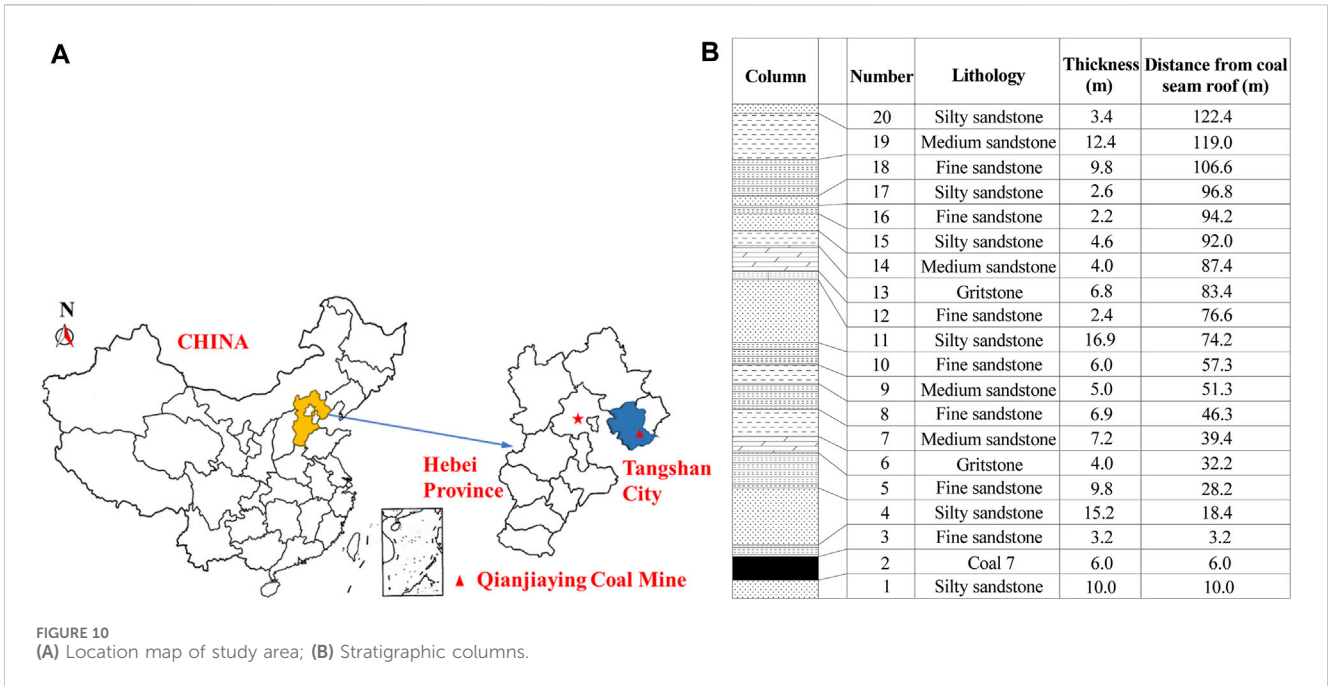 A
N
CHINA
Hebei
Province
Tangshan
City
Qianjiaying Coal Mine
B
Column Number Lithology Thickness (m) Distance from coal seam roof (m)
20 Silty sandstone 3.4 122.4
19 Medium sandstone 12.4 119.0
18 Fine sandstone 9.8 106.6
17 Silty sandstone 2.6 96.8
16 Fine sandstone 2.2 94.2
15 Silty sandstone 4.6 92.0
14 Medium sandstone 4.0 87.4
13 Gritstone 6.8 83.4
12 Fine sandstone 2.4 76.6
11 Silty sandstone 16.9 74.2
10 Fine sandstone 6.0 57.3
9 Medium sandstone 5.0 51.3
8 Fine sandstone 6.9 46.3
7 Medium sandstone 7.2 39.4
6 Gritstone 4.0 32.2
5 Fine sandstone 9.8 28.2
4 Silty sandstone 15.2 18.4
3 Fine sandstone 3.2 3.2
2 Coal 7 6.0 6.0
1 Silty sandstone 10.0 10.0
FIGURE 10
(A) Location map of study area; (B) Stratigraphic columns.